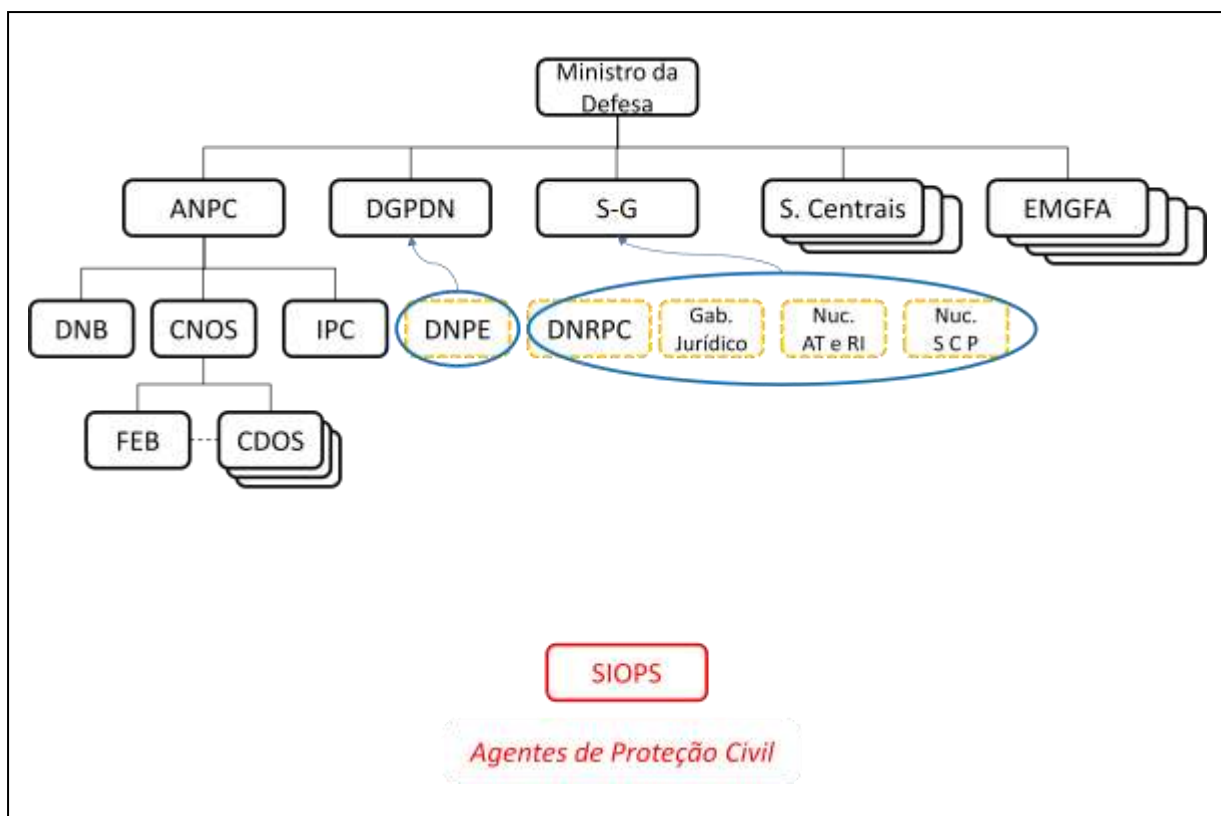 Ministro da
Defesa
ANPC
DGPDN
S-G
S. Centrais
EMGFA
DNB
CNOS
IPC
DNPE
DNRPC
Gab.
Jurídico
Nuc.
AT e RI
Nuc.
S C P
FEB
CDOS
SIOPS
Agentes de Proteção Civil